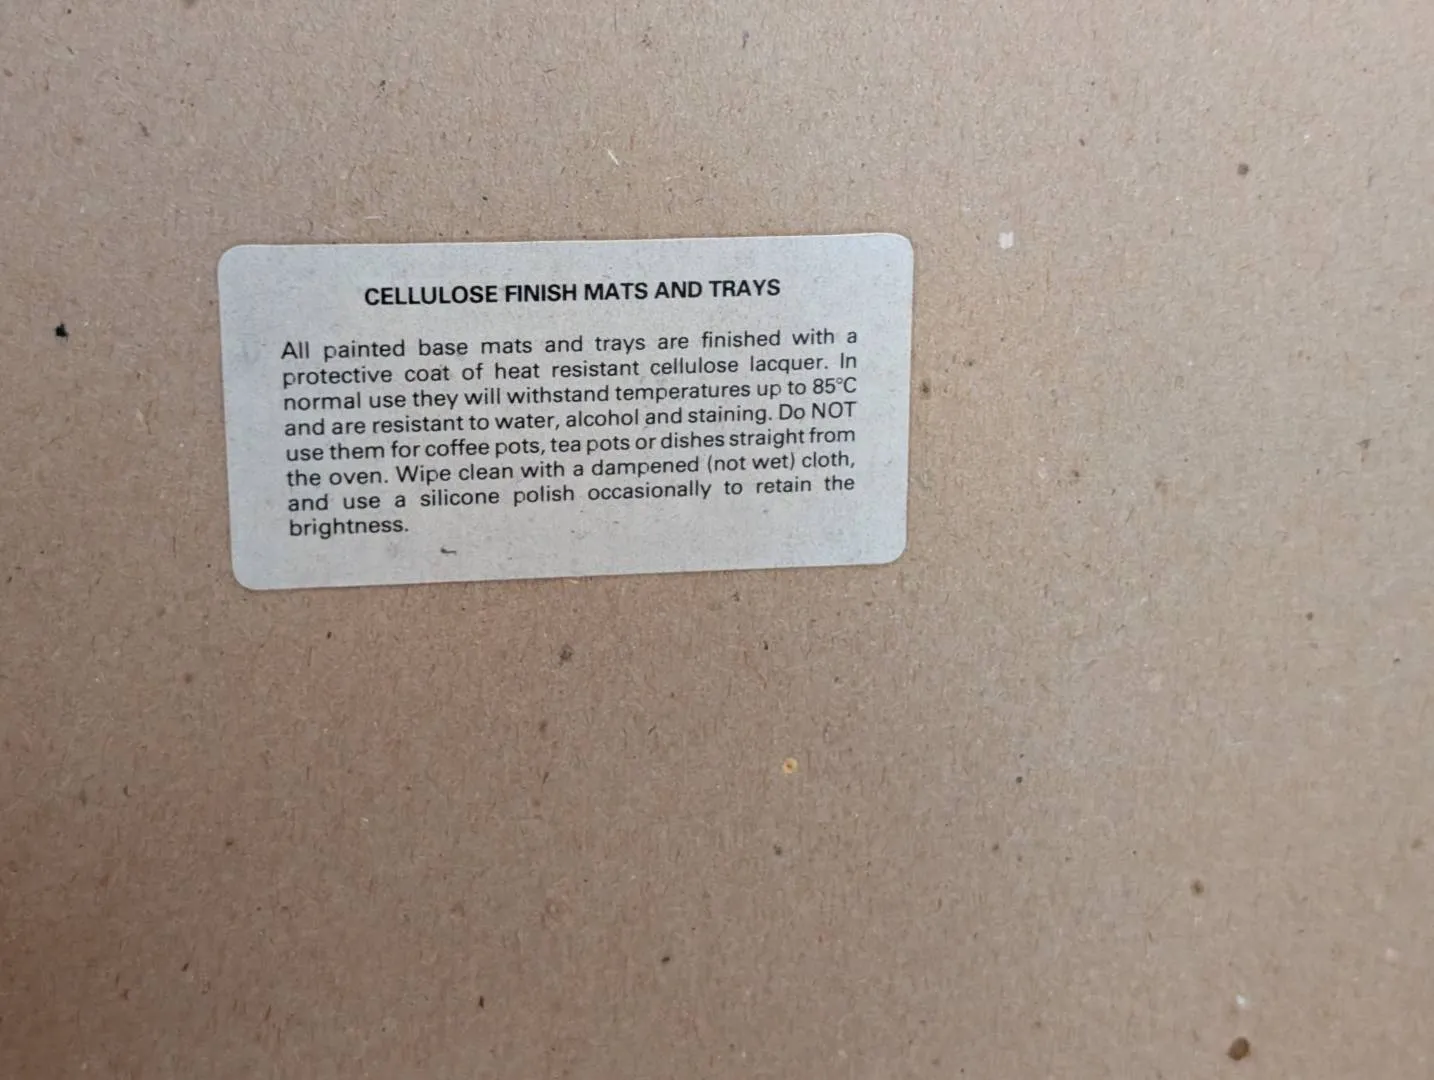 CELLULOSE FINISH MATS AND TRAYS
All painted base mats and trays are finished with a
protective coat of heat resistant cellulose lacquer. In
normal use they will withstand temperatures up to 85°C
and are resistant to water, alcohol and staining. Do NOT
use them for coffee pots, tea pots or dishes straight from
the oven. Wipe clean with a dampened (not wet) cloth,
and use a silicone polish occasionally to retain the
brightness.